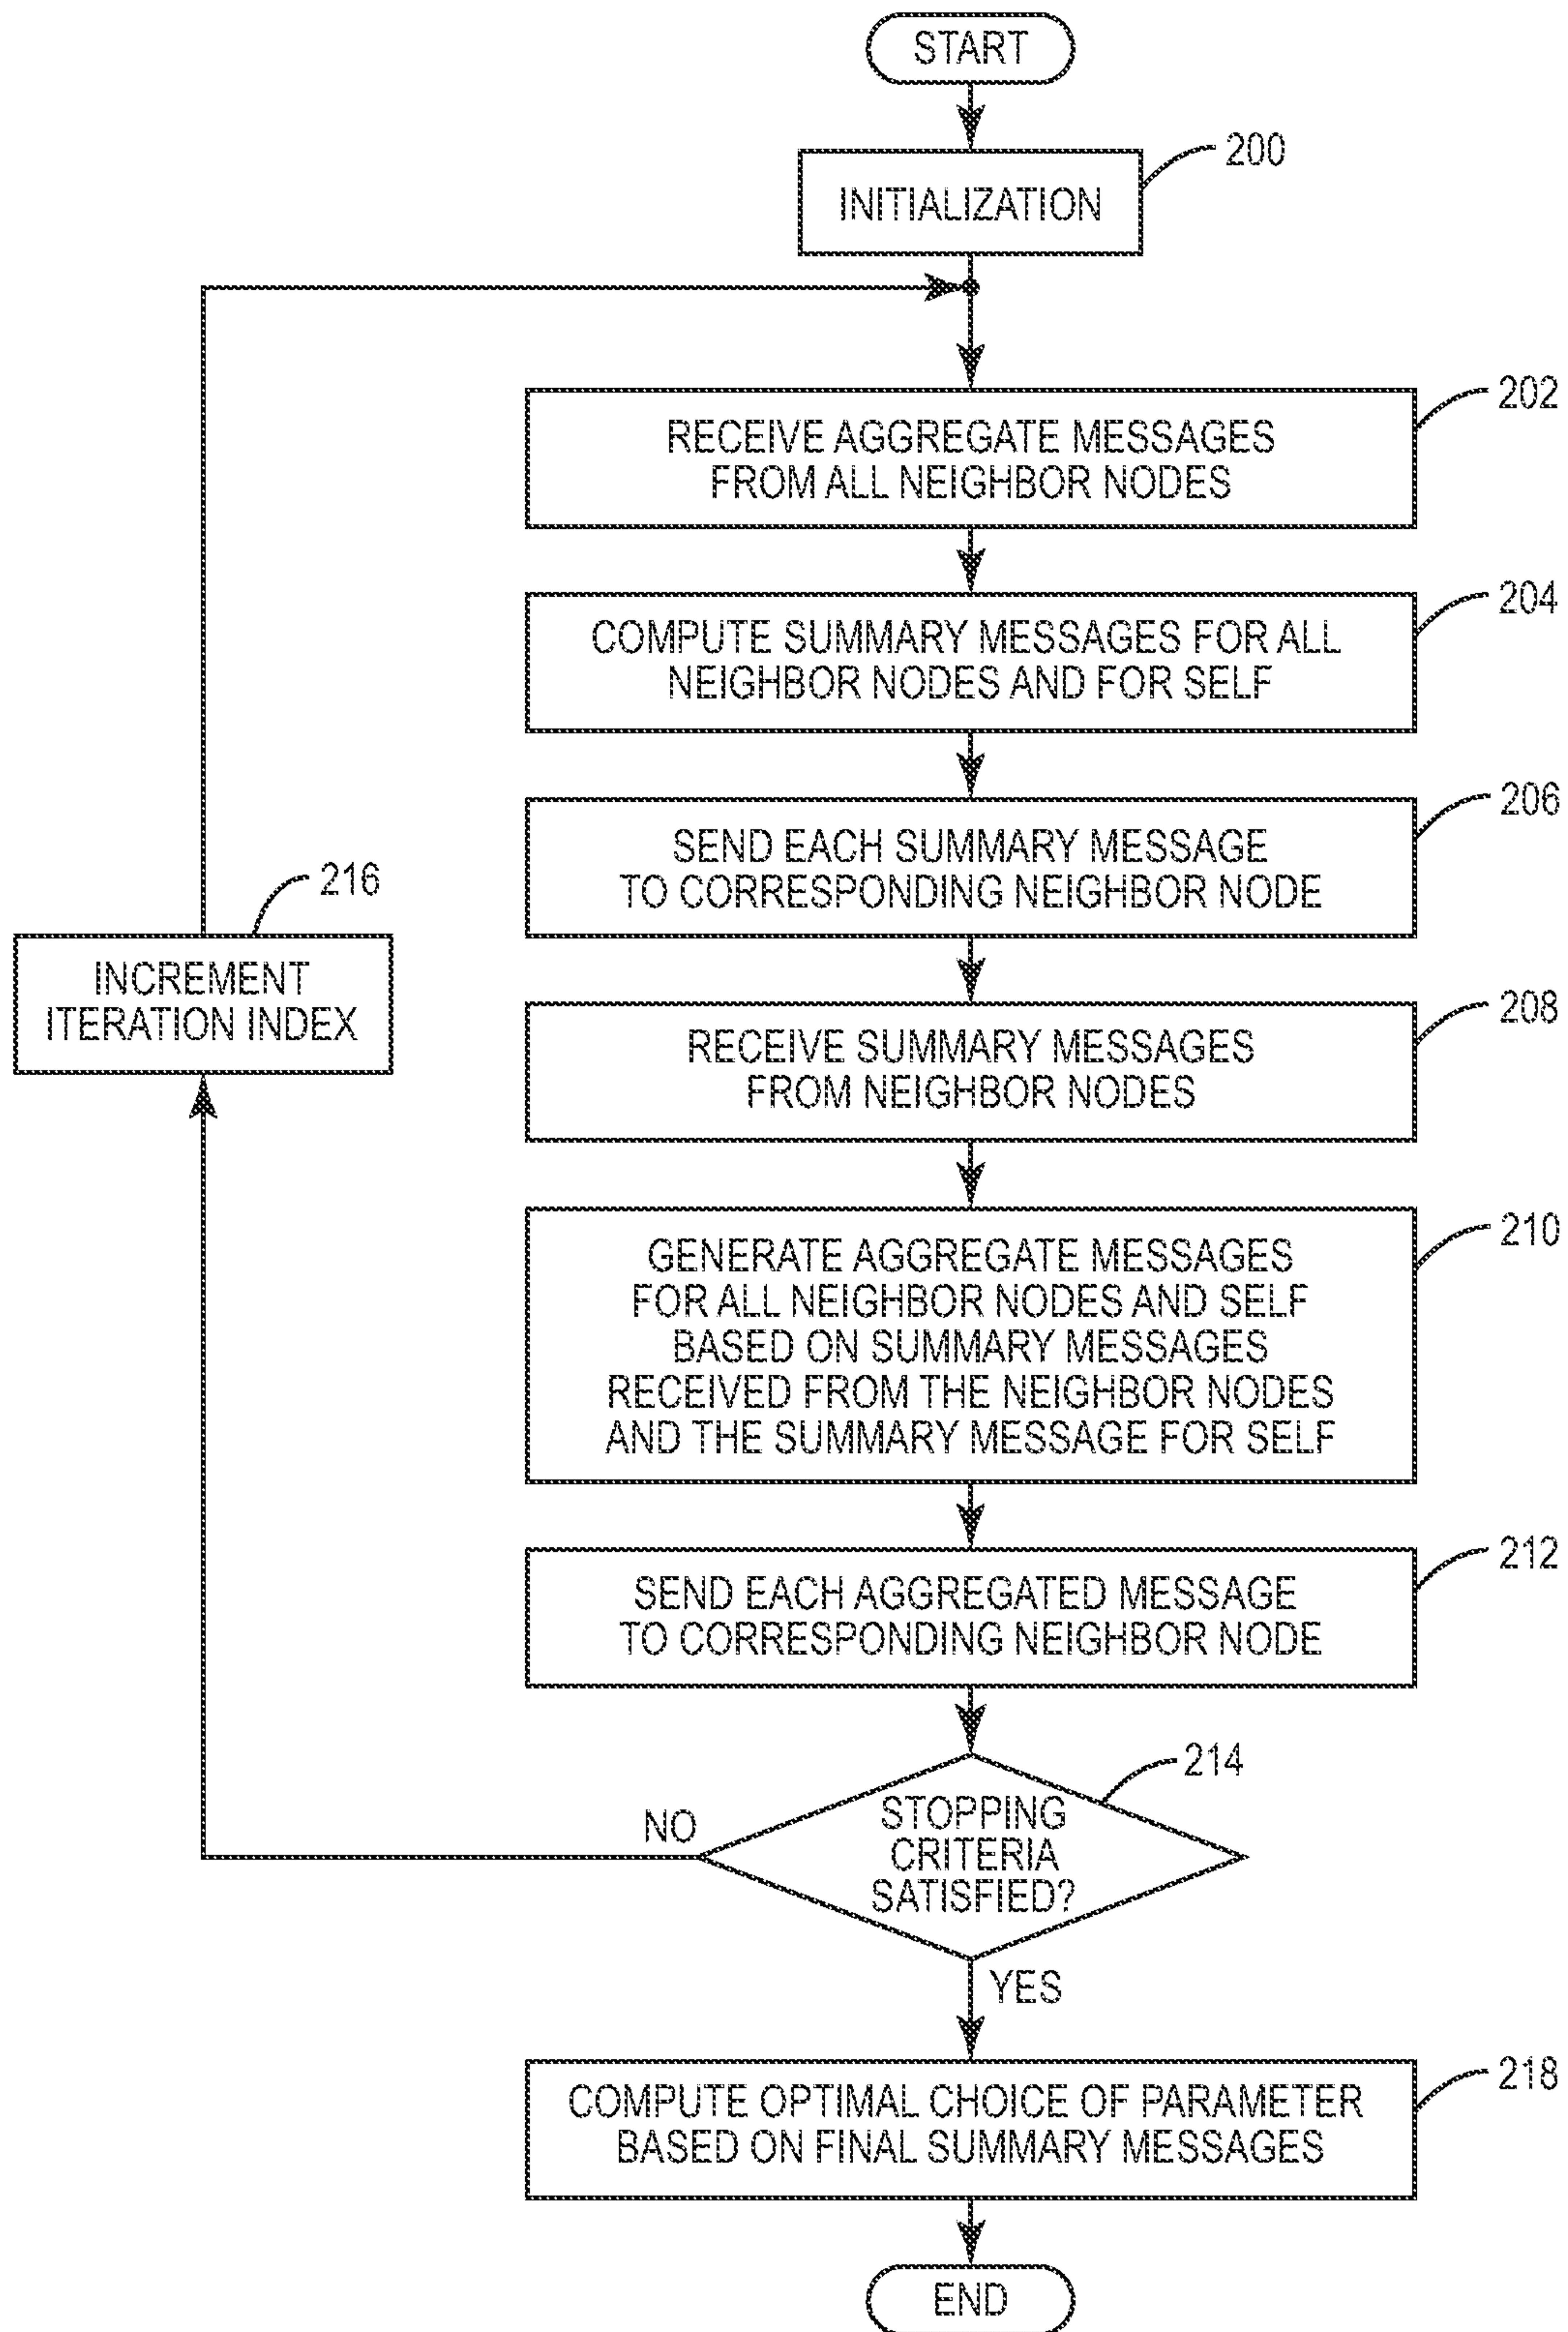 START
200
INITIALIZATION
202
RECEIVE AGGREGATE MESSAGES
FROM ALL NEIGHBOR NODES
204
COMPUTE SUMMARY MESSAGES FOR ALL
NEIGHBOR NODES AND FOR SELF
206
SEND EACH SUMMARY MESSAGE
TO CORRESPONDING NEIGHBOR NODE
216
INCREMENT
ITERATION INDEX
208
RECEIVE SUMMARY MESSAGES
FROM NEIGHBOR NODES
210
GENERATE AGGREGATE MESSAGES
FOR ALL NEIGHBOR NODES AND SELF
BASED ON SUMMARY MESSAGES
RECEIVED FROM THE NEIGHBOR NODES
AND THE SUMMARY MESSAGE FOR SELF
212
SEND EACH AGGREGATED MESSAGE
TO CORRESPONDING NEIGHBOR NODE
214
NO
STOPPING
CRITERIA
SATISFIED?
YES
218
COMPUTE OPTIMAL CHOICE OF PARAMETER
BASED ON FINAL SUMMARY MESSAGES
END